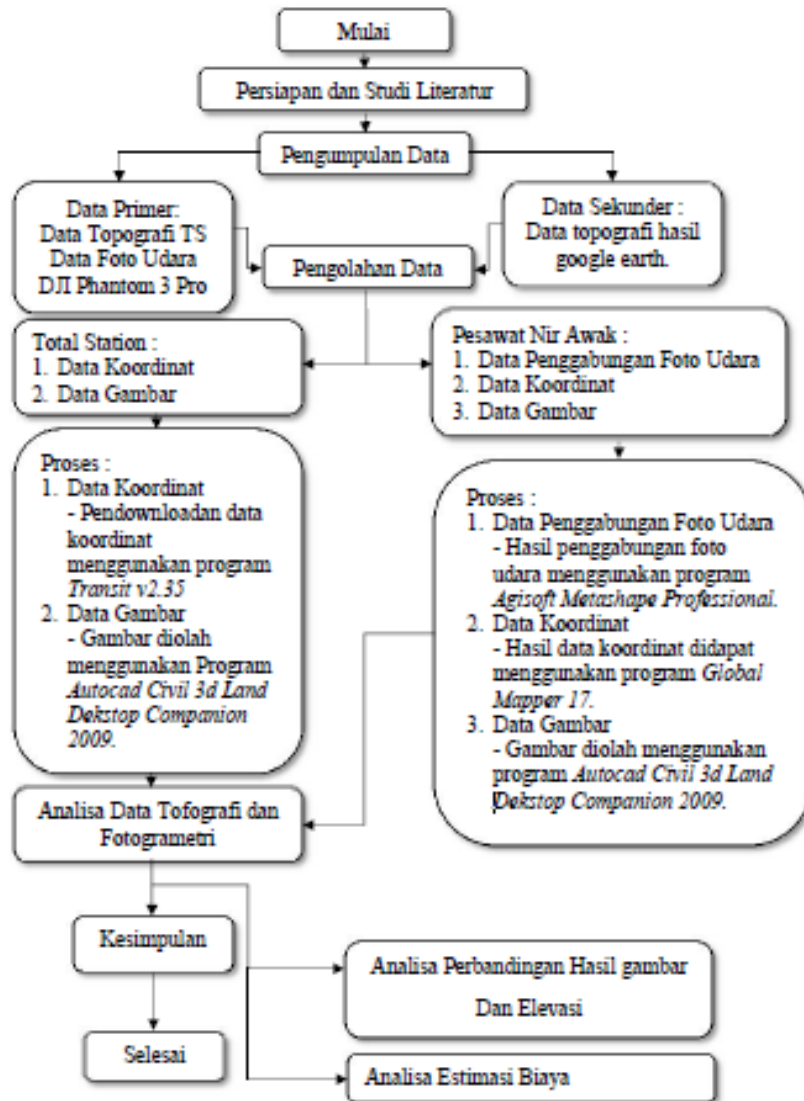 Mulai
Persiapan dan Studi Literatur
Pengumpulan Data
Data Primer:
Data Topografi TS
Data Foto Udara
DJI Phantom 3 Pro
Data Sekunder :
Data topografi hasil
google earth.
Pengolahan Data
Total Station :
1. Data Koordinat
2. Data Gambar
Pesawat Nir Awak :
1. Data Penggabungan Foto Udara
2. Data Koordinat
3. Data Gambar
Proses :
1. Data Koordinat
- Pendownloadan data
koordinat
menggunakan program
Transit v2.35
2. Data Gambar
- Gambar diolah
menggunakan Program
Autocad Civil 3d Land
Dekstop Companion
2009.
Proses :
1. Data Penggabungan Foto Udara
- Hasil penggabungan foto
udara menggunakan program
Agisoft Metashape Professional.
2. Data Koordinat
- Hasil data koordinat didapat
menggunakan program Global
Mapper 17.
3. Data Gambar
- Gambar diolah menggunakan
program Autocad Civil 3d Land
Dekstop Companion 2009.
Analisa Data Tofografi dan
Fotogrametri
Kesimpulan
Analisa Perbandingan Hasil gambar
Dan Elevasi
Selesai
Analisa Estimasi Biaya